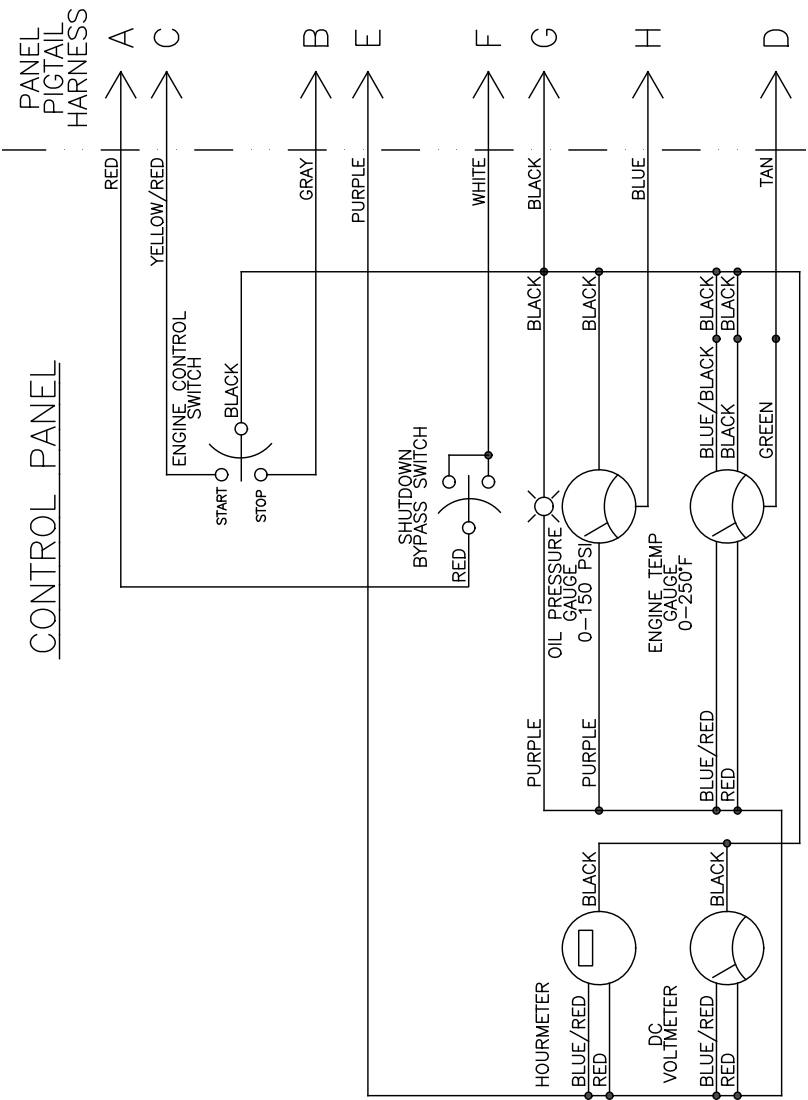 CONTROL PANEL
PANEL
PIGTAIL
HARNESS
A
C
B
E
F
G
H
D
RED
YELLOW/RED
GRAY
PURPLE
WHITE
BLACK
BLUE
TAN
ENGINE CONTROL
SWITCH
START
STOP
BLACK
SHUTDOWN
BYPASS SWITCH
RED
BLACK
BLACK
BLACK
BLACK
BLUE/BLACK
BLACK
GREEN
OIL PRESSURE
GAUGE
0-150 PSI
ENGINE TEMP
GAUGE
0-250°F
PURPLE
PURPLE
BLUE/RED
RED
BLACK
BLACK
HOURMETER
BLUE/RED
RED
DC
VOLTMETER
BLUE/RED
RED